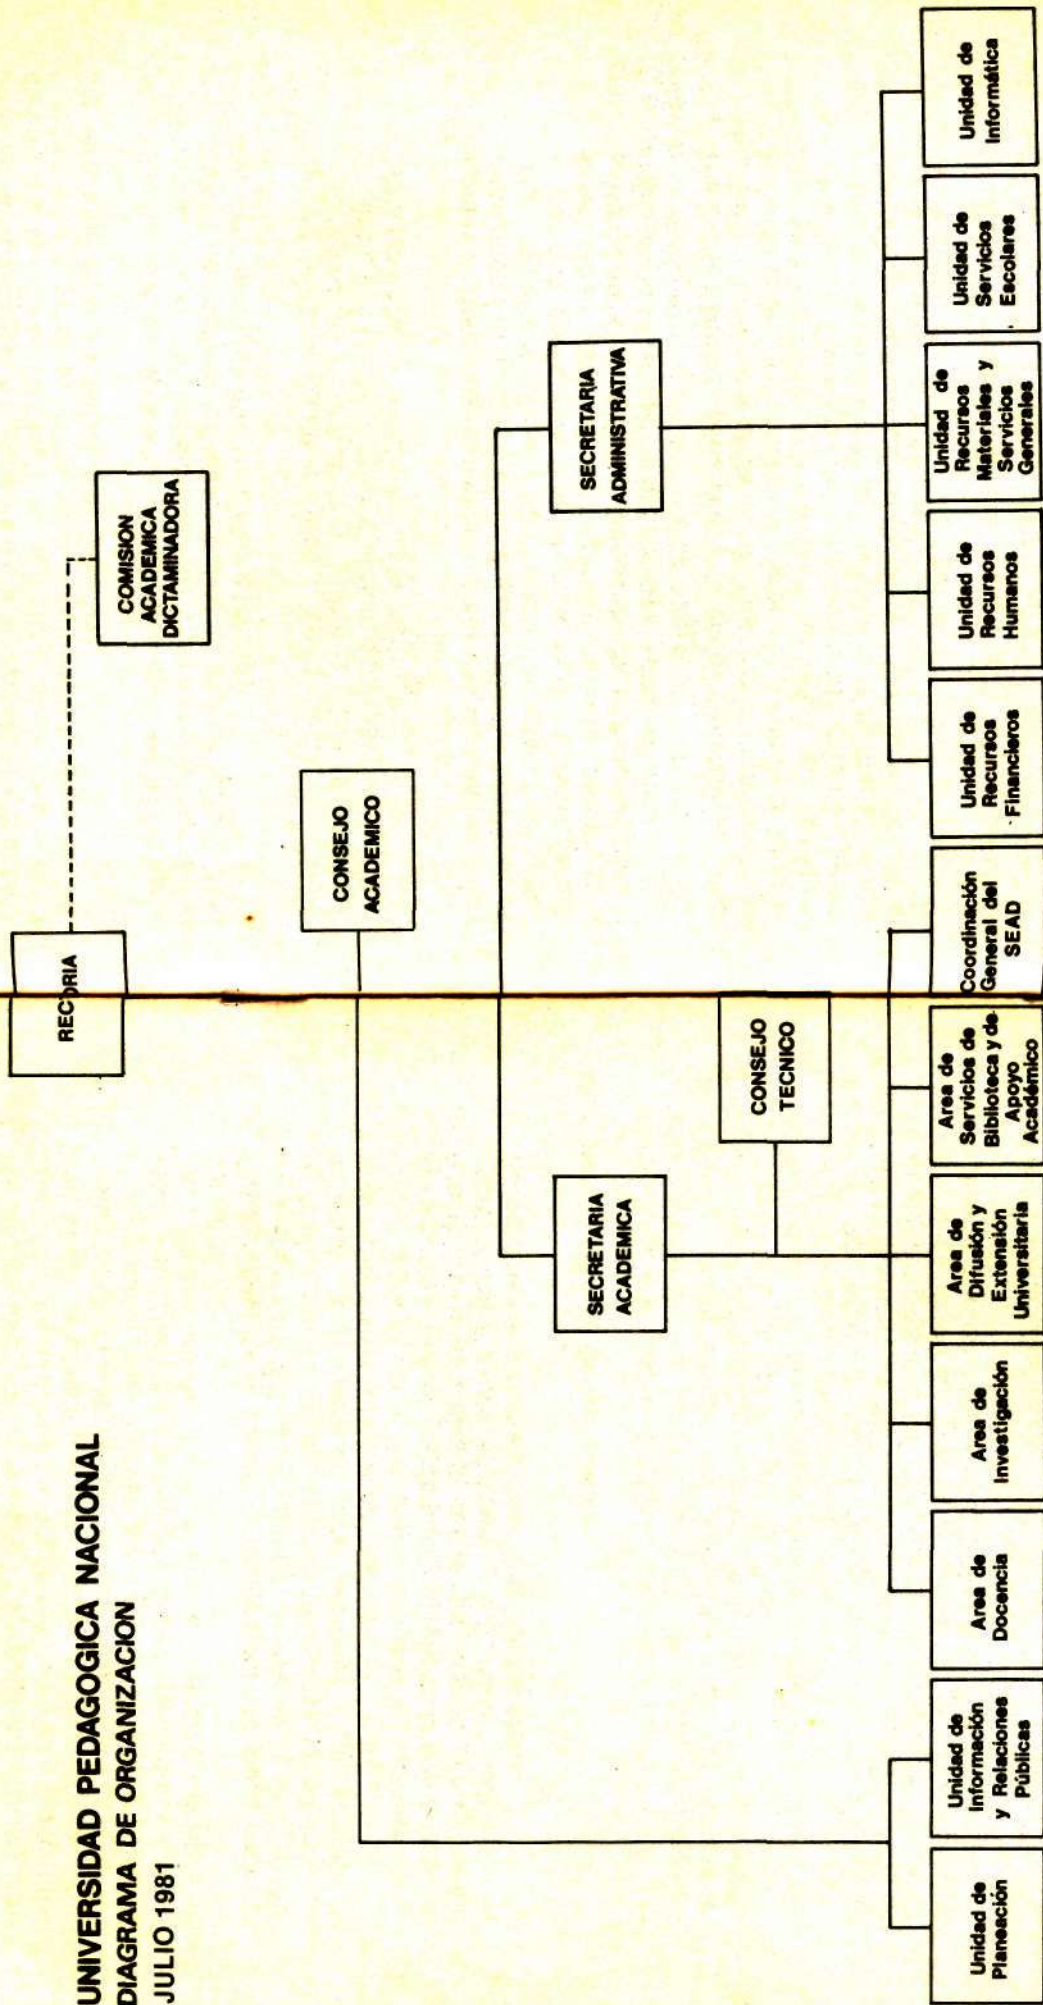 UNIVERSIDAD PEDAGOGICA NACIONAL
DIAGRAMA DE ORGANIZACION
JULIO 1981
RECTORIA
COMISION
ACADEMICA
DICTAMINADORA
CONSEJO
ACADEMICO
SECRETARIA
ACADEMICA
SECRETARIA
ADMINISTRATIVA
CONSEJO
TECNICO
Unidad de
Planeación
Unidad de
Información
y Relaciones
Públicas
Area de
Docencia
Area de
Investigación
Area de
Difusión y
Extensión
Universitaria
Area de
Servicios de
Biblioteca y de
Apoyo
Académico
Coordinación
General del
SEAD
Unidad de
Recursos
Financieros
Unidad de
Recursos
Humanos
Unidad de
Recursos
Materiales y
Servicios
Generales
Unidad de
Servicios
Escolares
Unidad de
Informática